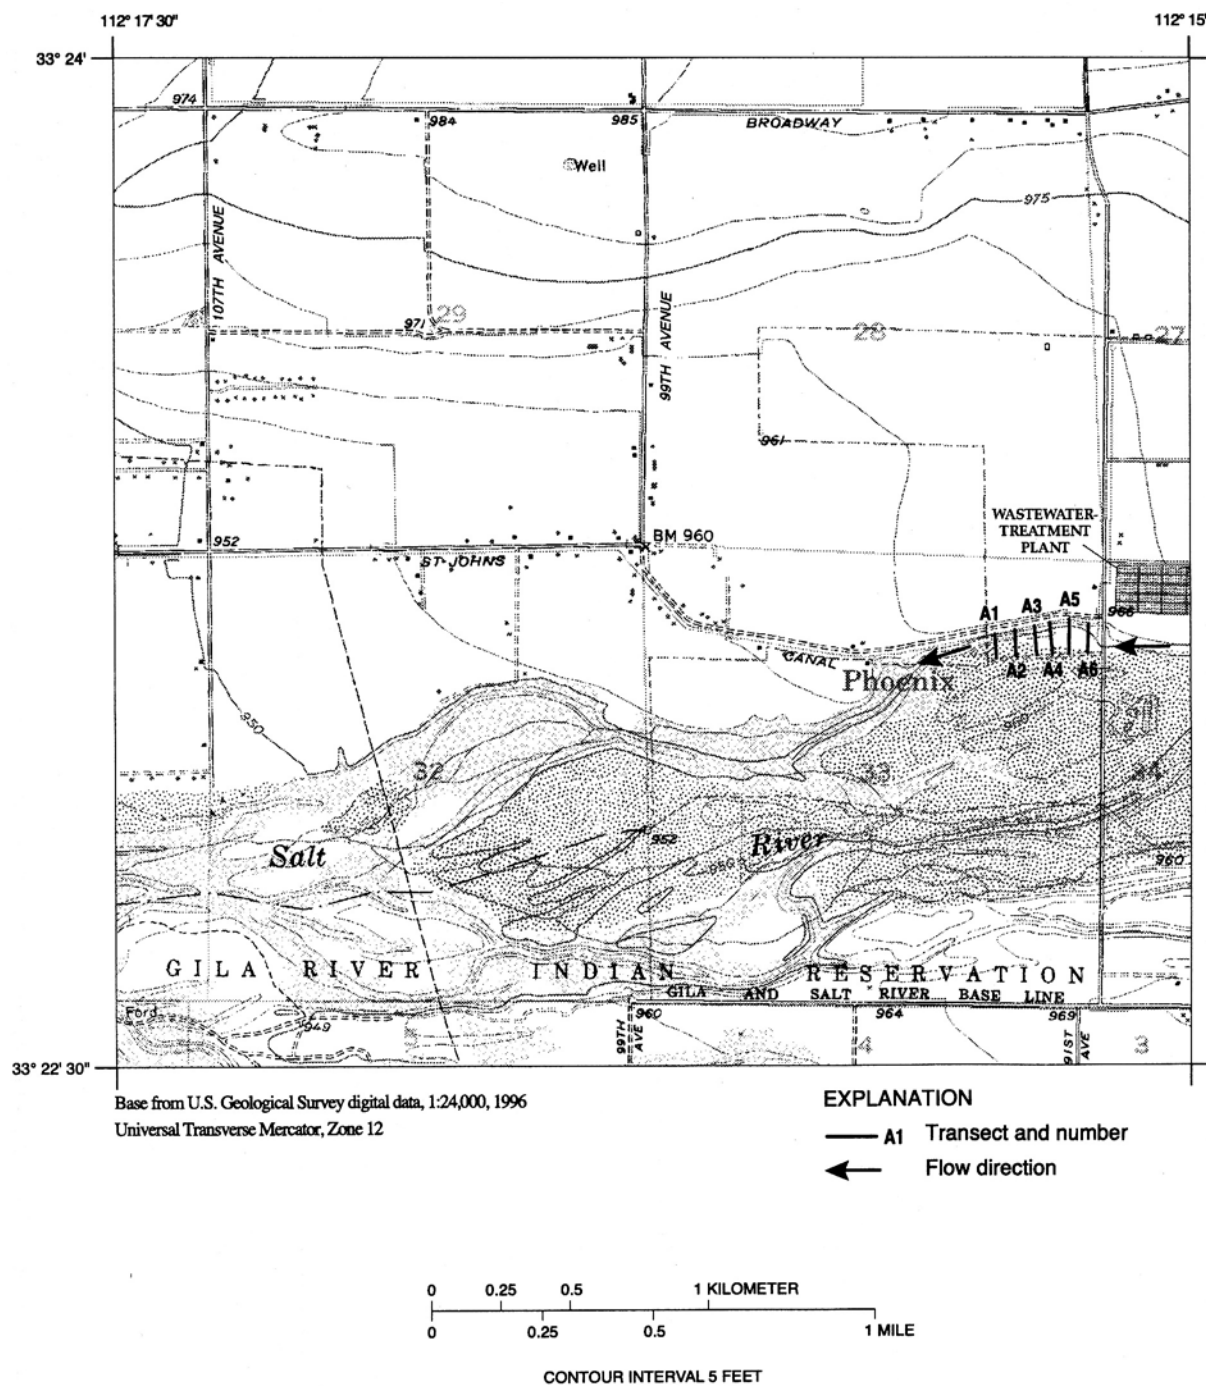 112° 17' 30"
112° 15'
33° 24'
974
984
985
BROADWAY
Well
975
107TH AVENUE
99TH AVENUE
971
29
28
27
961
WASTEWATER-
TREATMENT
PLANT
952
BM 960
ST JOHNS
A1
A3
A5
966
CANAL
A2
A4
A6
Phoenix
960
950
32
33
34
Salt
River
952
960
GILA RIVER INDIAN RESERVATION
GILA AND SALT RIVER BASE LINE
Ford
949
99TH AVE
960
964
969
91ST AVE
4
3
33° 22' 30"
Base from U.S. Geological Survey digital data, 1:24,000, 1996
Universal Transverse Mercator, Zone 12
EXPLANATION
A1 Transect and number
Flow direction
0 0.25 0.5 1 KILOMETER
0 0.25 0.5 1 MILE
CONTOUR INTERVAL 5 FEET